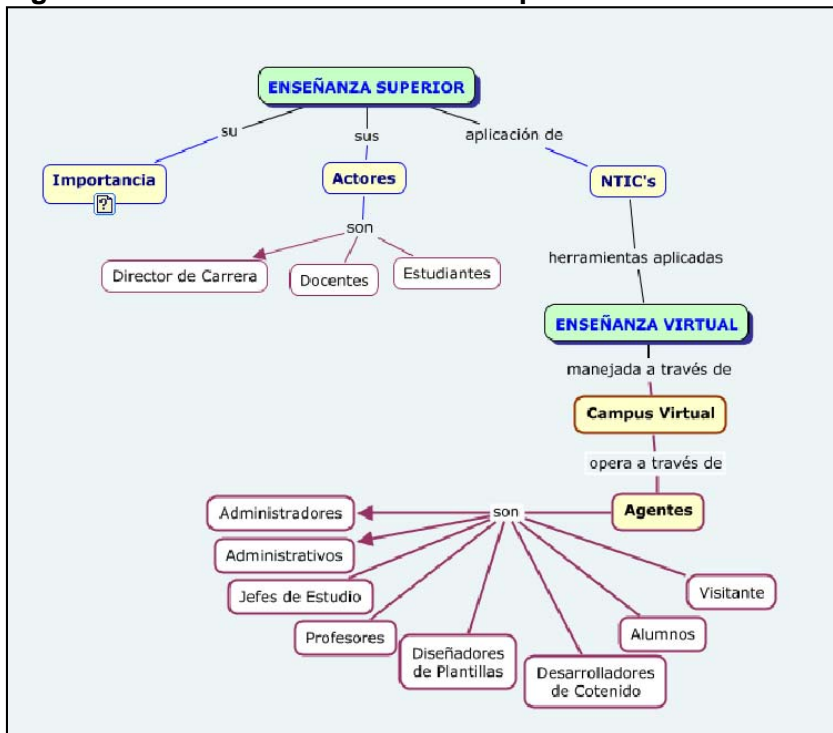 ENSEÑANZA SUPERIOR
su
sus
aplicación de
Importancia
Actores
NTIC's
son
Director de Carrera
Docentes
Estudiantes
herramientas aplicadas
ENSEÑANZA VIRTUAL
manejada a través de
Campus Virtual
opera a través de
Agentes
son
Administradores
Administrativos
Jefes de Estudio
Profesores
Diseñadores
de Plantillas
Desarrolladores
de Cotenido
Alumnos
Visitante